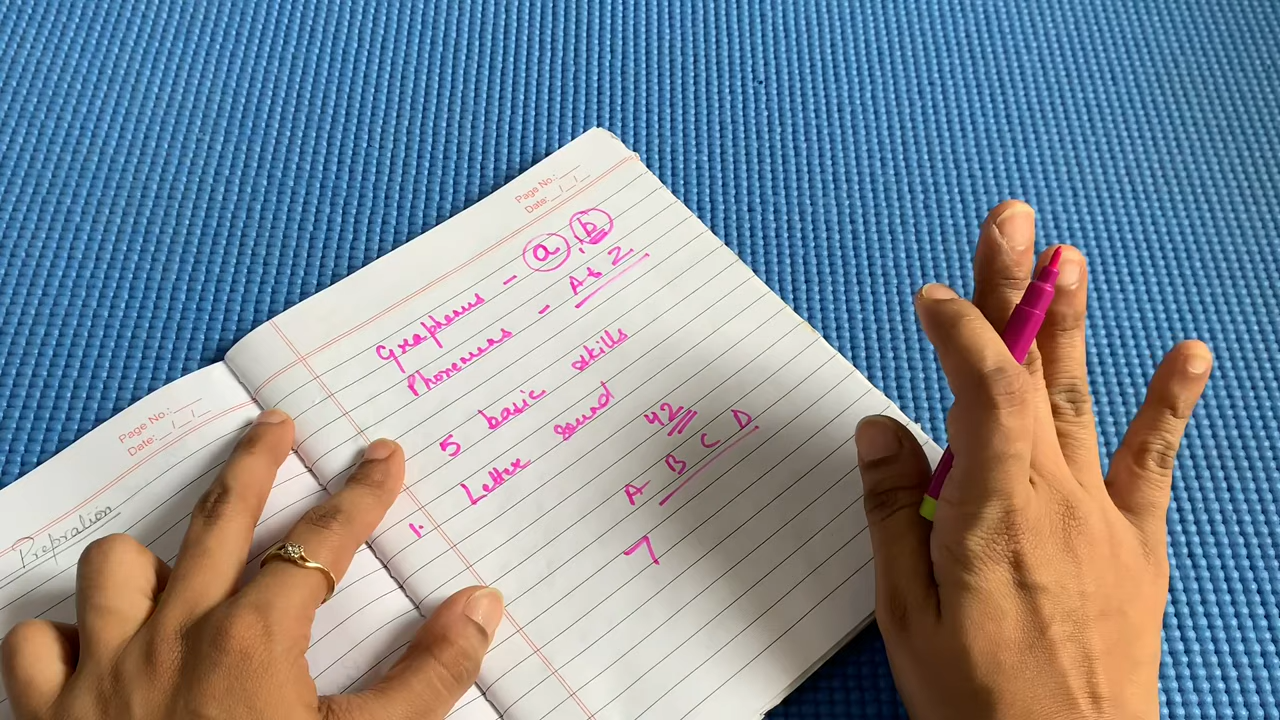 Page No.:
Date: _/_/_
Prepration
Page No.:
Date: _/_/_
Graphemes - a, b
Phonemes - A to Z
5 basic skills
1. Letter sound 42
A B C D
7